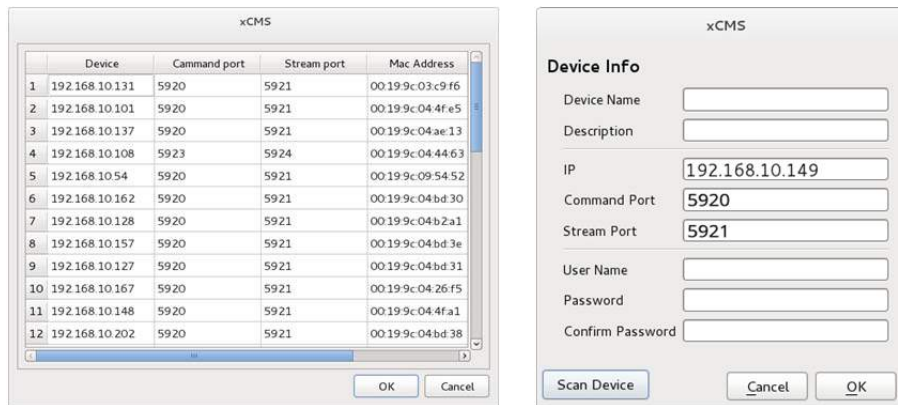 xCMS
Device Cammand port Stream port Mac Address
1 192.168.10.131 5920 5921 00:19:9c:03:c9:f6
2 192.168.10.101 5920 5921 00:19:9c:04:4f:e5
3 192.168.10.137 5920 5921 00:19:9c:04:ae:13
4 192.168.10.108 5923 5924 00:19:9c:04:44:63
5 192.168.10.54 5920 5921 00:19:9c:09:54:52
6 192.168.10.162 5920 5921 00:19:9c:04:bd:30
7 192.168.10.128 5920 5921 00:19:9c:04:b2:a1
8 192.168.10.157 5920 5921 00:19:9c:04:bd:3e
9 192.168.10.127 5920 5921 00:19:9c:04:bd:31
10 192.168.10.167 5920 5921 00:19:9c:04:26:f5
11 192.168.10.148 5920 5921 00:19:9c:04:4f:a1
12 192.168.10.202 5920 5921 00:19:9c:04:bd:38
OK Cancel
xCMS
Device Info
Device Name
Description
IP 192.168.10.149
Command Port 5920
Stream Port 5921
User Name
Password
Confirm Password
Scan Device Cancel OK